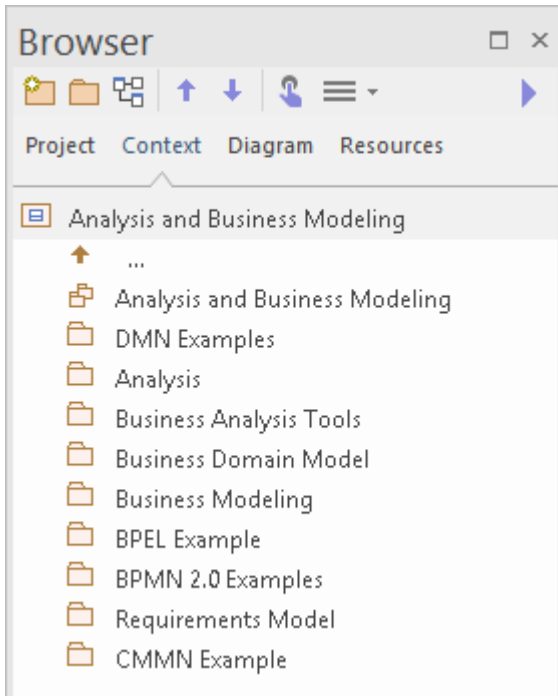 Browser
Project Context Diagram Resources
Analysis and Business Modeling
...
Analysis and Business Modeling
DMN Examples
Analysis
Business Analysis Tools
Business Domain Model
Business Modeling
BPEL Example
BPMN 2.0 Examples
Requirements Model
CMMN Example